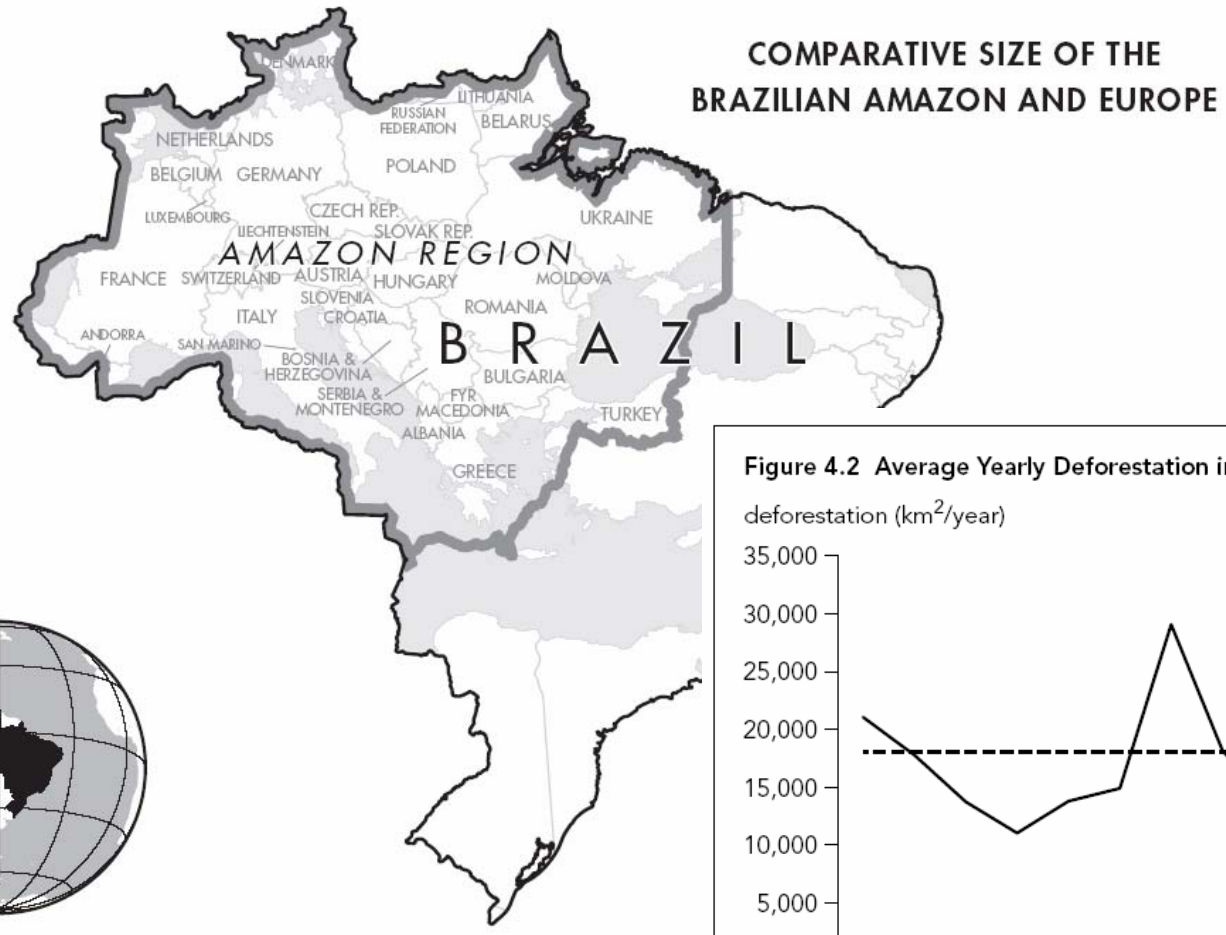 COMPARATIVE SIZE OF THE
BRAZILIAN AMAZON AND EUROPE
DENMARK
LITHUANIA
RUSSIAN
FEDERATION
BELARUS
NETHERLANDS
POLAND
BELGIUM
GERMANY
LUXEMBOURG
CZECH REP.
UKRAINE
LIECHTENSTEIN
SLOVAK REP.
AMAZON REGION
FRANCE
SWITZERLAND
AUSTRIA
HUNGARY
MOLDOVA
SLOVENIA
CROATIA
ROMANIA
ITALY
ANDORRA
SAN MARINO
BRAZIL
BOSNIA &
HERZEGOVINA
BULGARIA
SERBIA &
MONTENEGRO
FYR
MACEDONIA
TURKEY
ALBANIA
GREECE
Figure 4.2 Average Yearly Deforestation i
deforestation (km²/year)
35,000
30,000
25,000
20,000
15,000
10,000
5,000